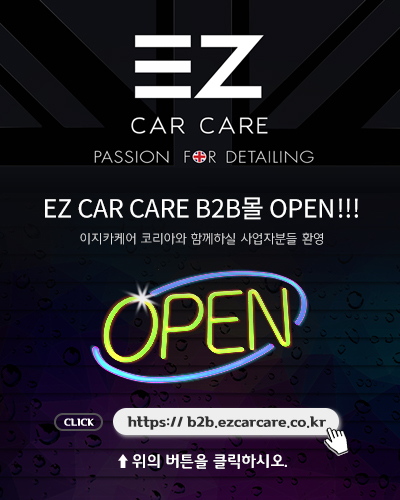 EZ
CAR CARE
PASSION FOR DETAILING
EZ CAR CARE B2B몰 OPEN!!!
이지카케어 코리아와 함께하실 사업자분들 환영
OPEN
CLICK https:// b2b.ezcarcare.co.kr
⬆ 위의 버튼을 클릭하시오.